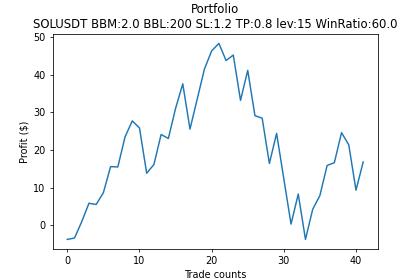 Portfolio
SOLUSDT BBM:2.0 BBL:200 SL:1.2 TP:0.8 lev:15 WinRatio:60.0
50
40
30
20
10
0
Profit ($)
0 10 20 30 40
Trade counts